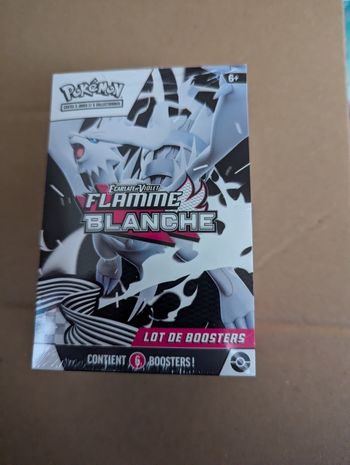 POKÉMON
CARTES À JOUER ET À COLLECTIONNER
6+
ÉCARLATE ET VIOLET
FLAMME
BLANCHE
LOT DE BOOSTERS
CONTIENT 6 BOOSTERS !